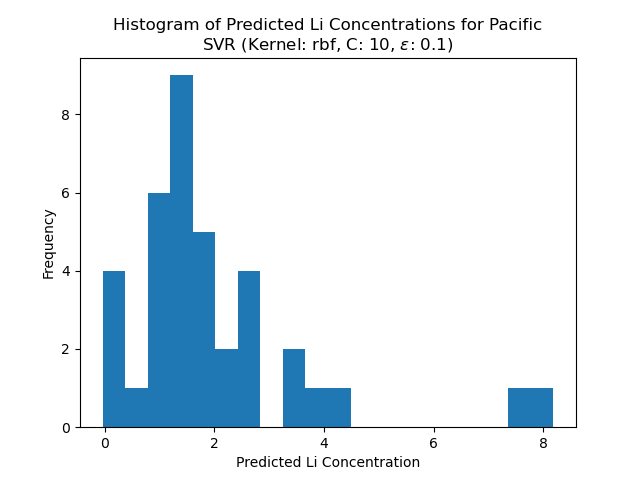 Histogram of Predicted Li Concentrations for Pacific
SVR (Kernel: rbf, C: 10, ε: 0.1)
8
6
4
2
0
Frequency
0 2 4 6 8
Predicted Li Concentration